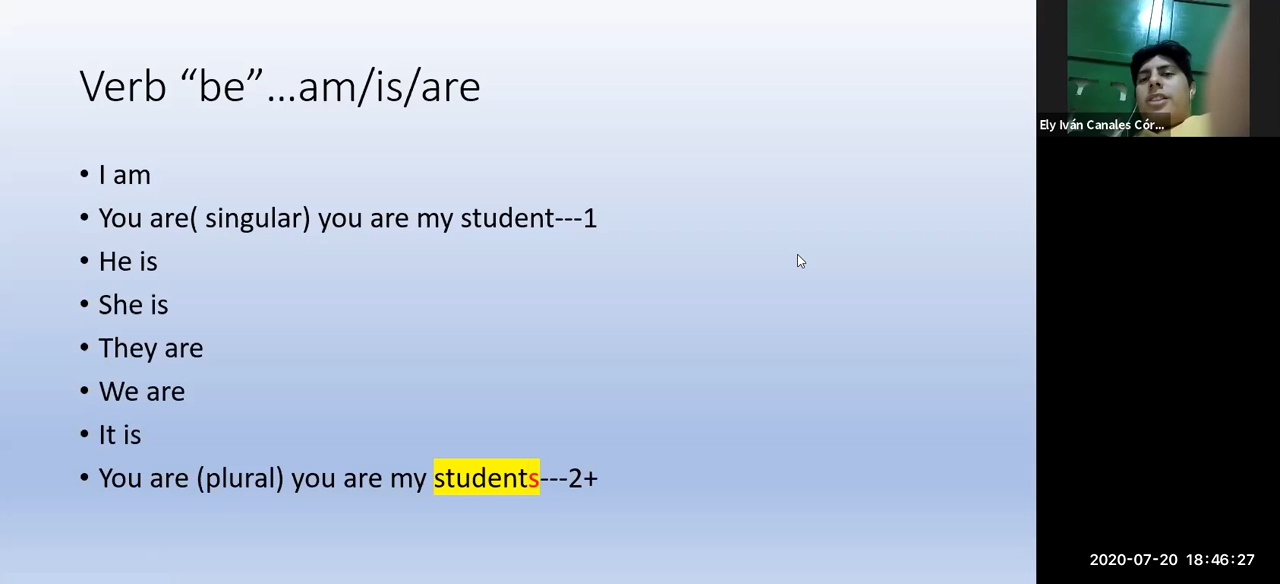 Verb “be”...am/is/are
• I am
• You are( singular) you are my student---1
• He is
• She is
• They are
• We are
• It is
• You are (plural) you are my students---2+
Ely Iván Canales Cór...
2020-07-20 18:46:27